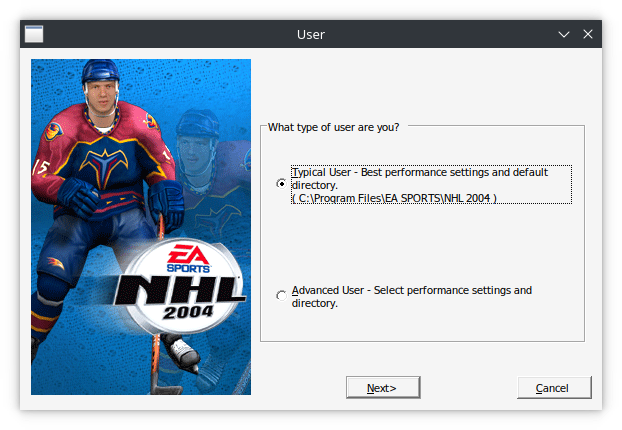 User
What type of user are you?
Typical User - Best performance settings and default
directory.
( C:\Program Files\EA SPORTS\NHL 2004 )
15
EA
SPORTS
NHL
2004
Advanced User - Select performance settings and
directory.
Next>
Cancel